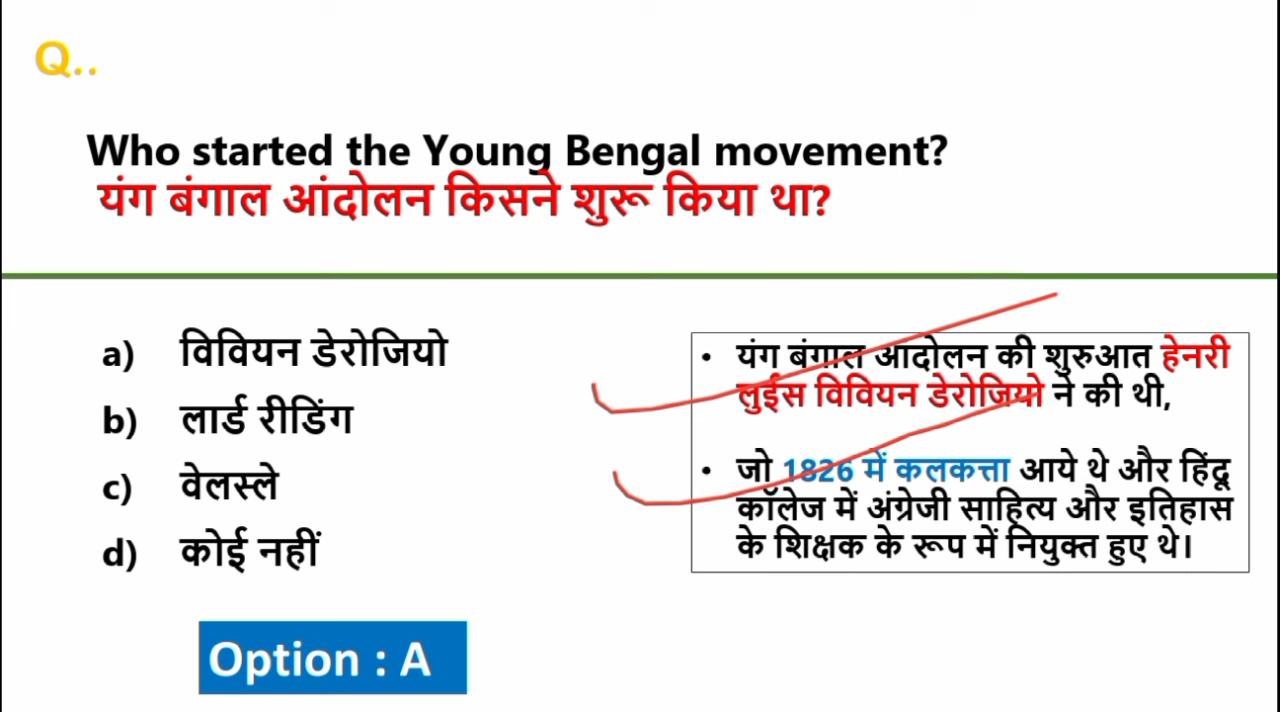 Q..
Who started the Young Bengal movement?
यंग बंगाल आंदोलन किसने शुरू किया था?
a) विवियन डेरोजियो
b) लार्ड रीडिंग
c) वेलस्ले
d) कोई नहीं
Option : A
• यंग बंगाल आदोलन की शुरुआत हेनरी
लुईस विवियन डेरोजियो ने की थी,
• जो 1826 में कलकत्ता आये थे और हिंदू
कॉलेज में अंग्रेजी साहित्य और इतिहास
के शिक्षक के रूप में नियुक्त हुए थे।